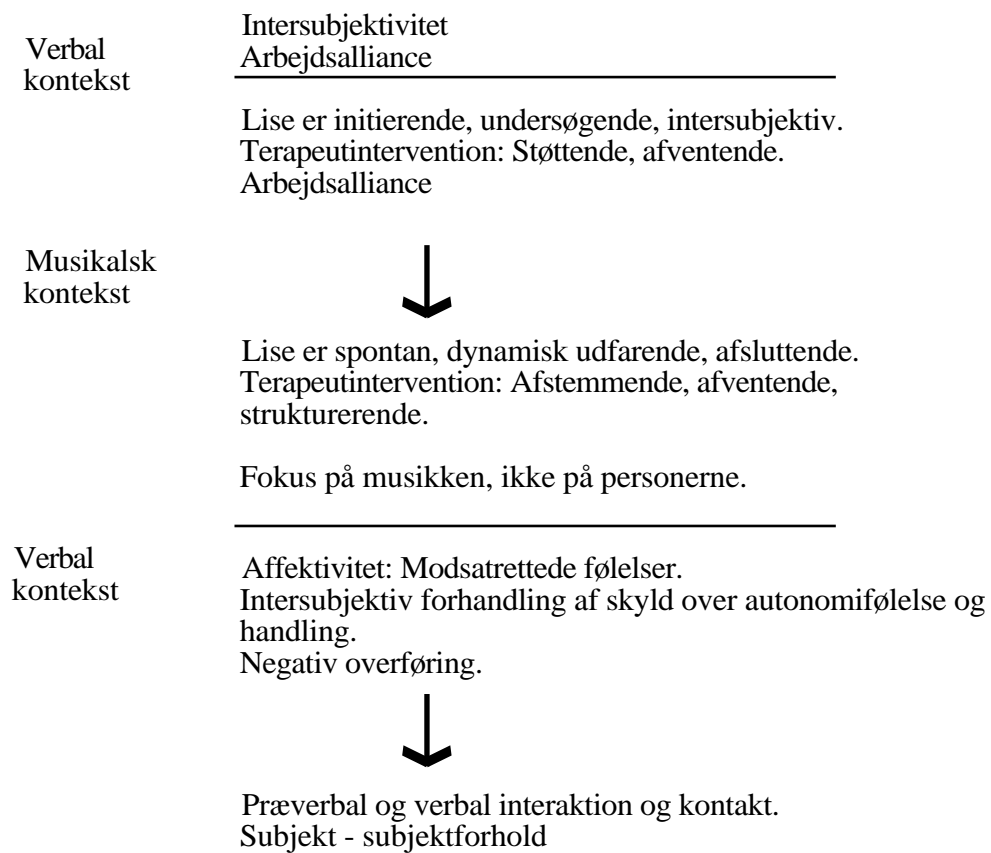 Verbal
kontekst
Intersubjektivitet
Arbejdsalliance
Lise er initierende, undersøgende, intersubjektiv.
Terapeutintervention: Støttende, afventende.
Arbejdsalliance
Musikalsk
kontekst
Lise er spontan, dynamisk udfarende, afsluttende.
Terapeutintervention: Afstemmende, afventende,
strukturerende.
Fokus på musikken, ikke på personerne.
Verbal
kontekst
Affektivitet: Modsatrettede følelser.
Intersubjektiv forhandling af skyld over autonomifølelse og
handling.
Negativ overføring.
Præverbal og verbal interaktion og kontakt.
Subjekt - subjektforhold